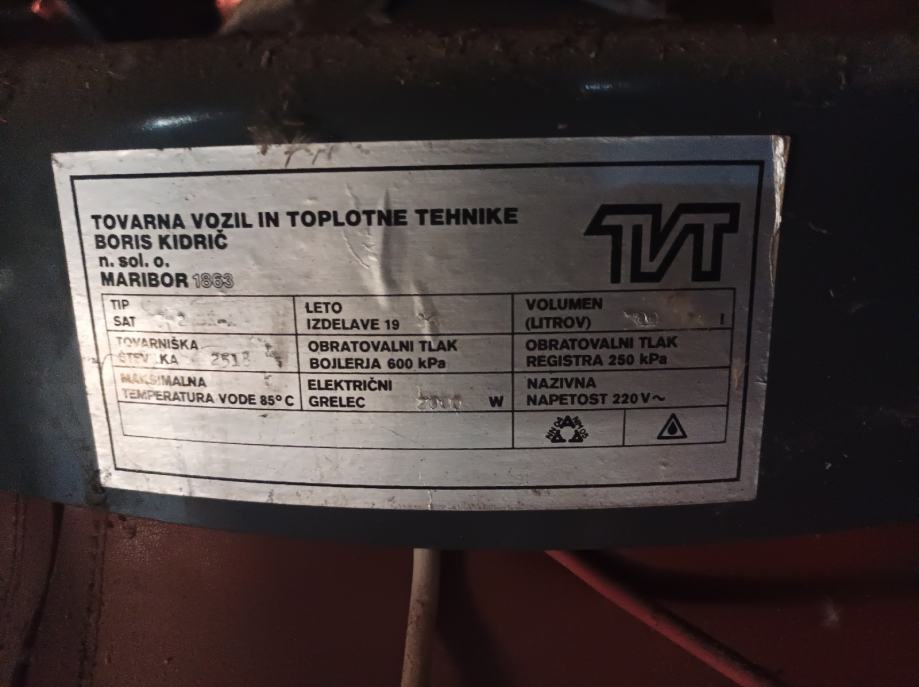 TOVARNA VOZIL IN TOPLOTNE TEHNIKE
BORIS KIDRIČ
n. sol. o.
MARIBOR 1863
TVT
TIP
SAT
LETO
IZDELAVE 19
VOLUMEN
(LITROV) l
TOVARNIŠKA
OBRATOVALNI TLAK
BOJLERJA 600 kPa
OBRATOVALNI TLAK
REGISTRA 250 kPa
MAKSIMALNA
TEMPERATURA VODE 85° C
ELEKTRIČNI
GRELEC 2000 W
NAZIVNA
NAPETOST 220 V~